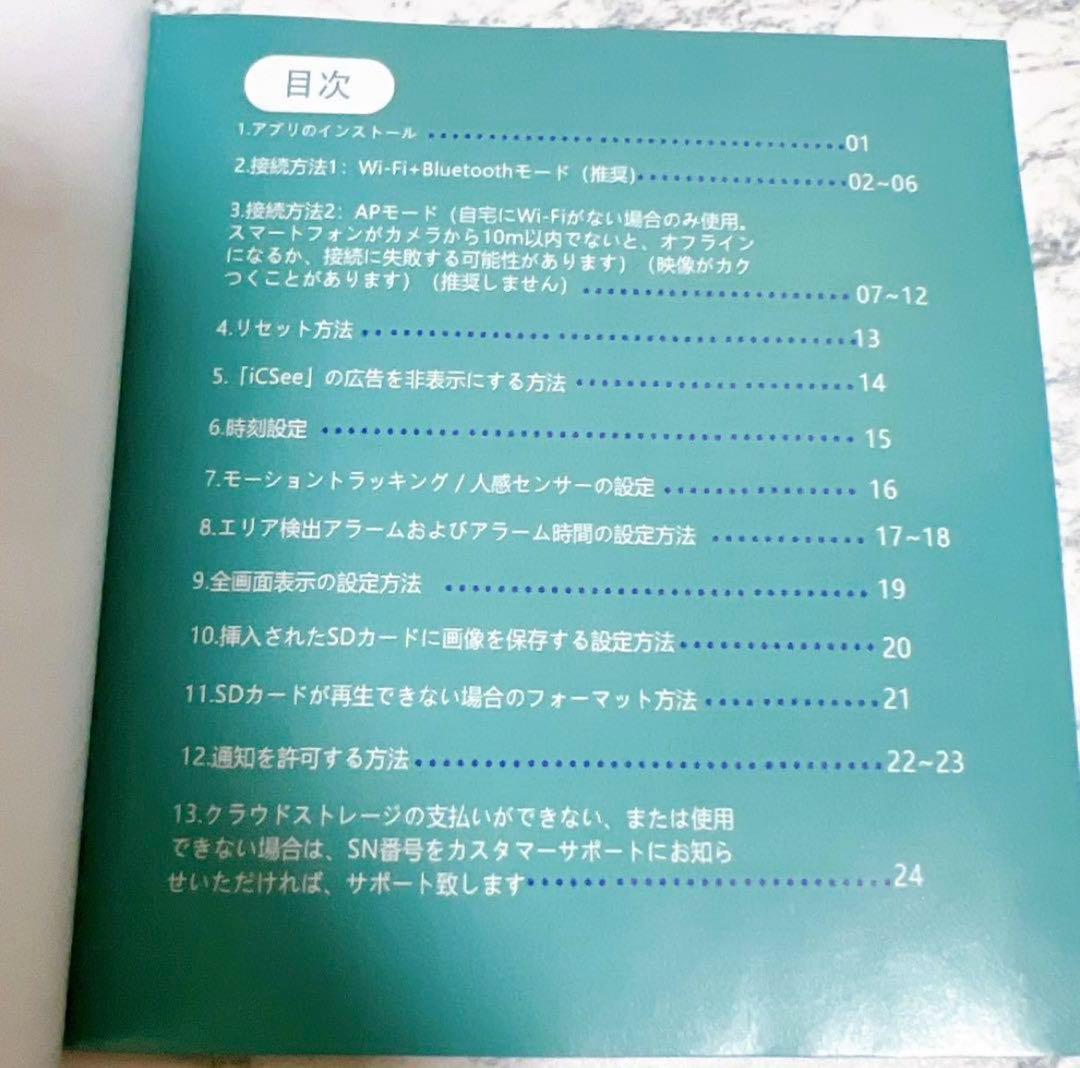 目次
1.アプリのインストール 01
2.接続方法1：Wi-Fi+Bluetoothモード（推奨) 02~06
3.接続方法2：APモード（自宅にWi-Fiがない場合のみ使用。
スマートフォンがカメラから10m以内でないと、オフライン
になるか、接続に失敗する可能性があります）（映像がカク
つくことがあります）（推奨しません） 07~12
4.リセット方法 13
5.「iCSee」の広告を非表示にする方法 14
6.時刻設定 15
7.モーショントラッキング / 人感センサーの設定 16
8.エリア検出アラームおよびアラーム時間の設定方法 17~18
9.全画面表示の設定方法 19
10.挿入されたSDカードに画像を保存する設定方法 20
11.SDカードが再生できない場合のフォーマット方法 21
12.通知を許可する方法 22~23
13.クラウドストレージの支払いができない、または使用
できない場合は、SN番号をカスタマーサポートにお知ら
せいただければ、サポート致します 24